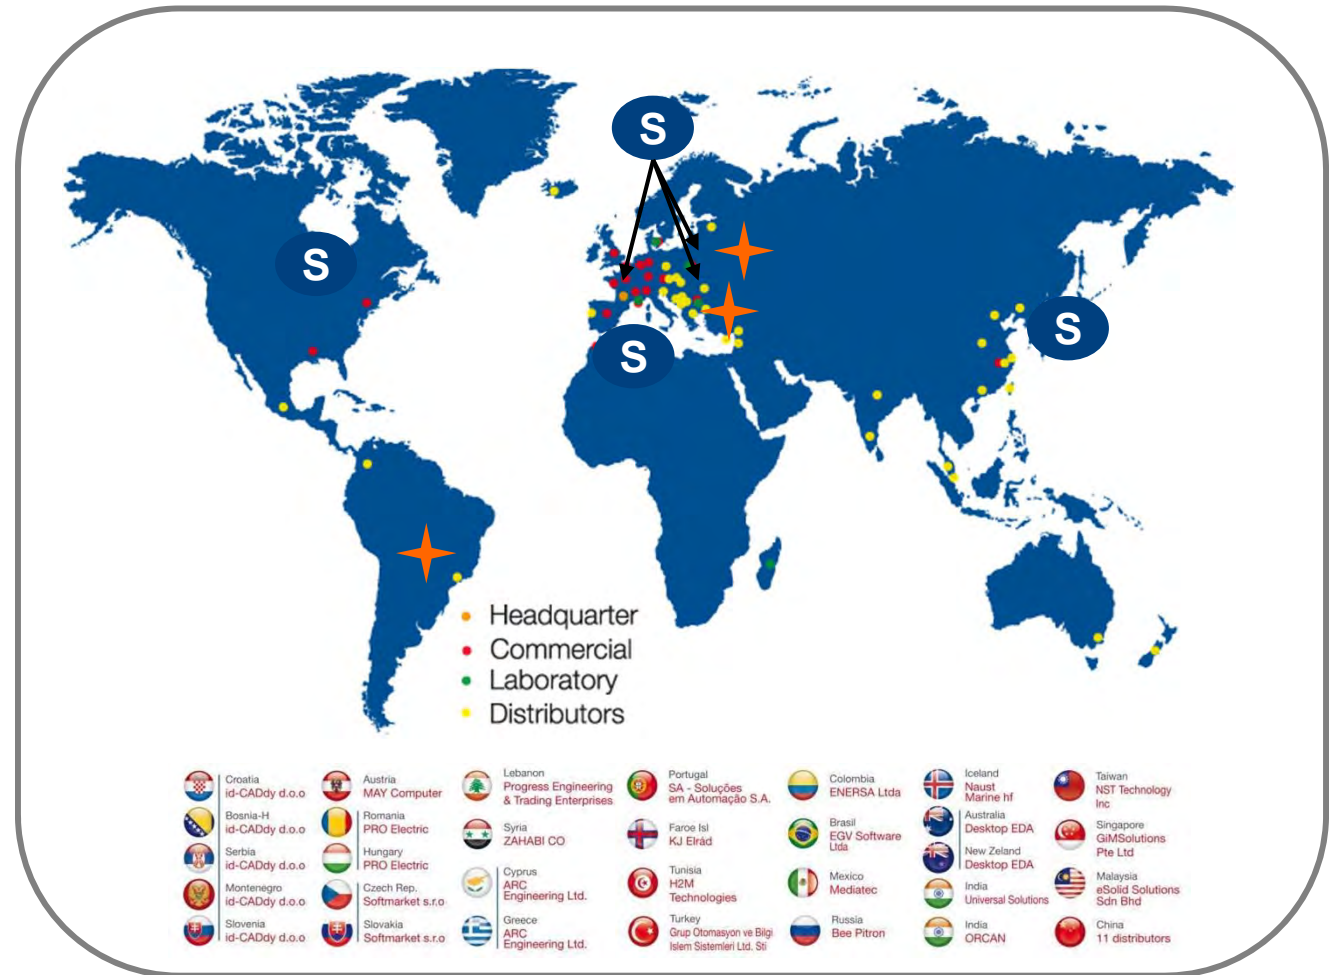 S
S
S
S
Headquarter
Commercial
Laboratory
Distributors
Croatia
id-CADdy d.o.o
Bosnia-H
id-CADdy d.o.o
Serbia
id-CADdy d.o.o
Montenegro
id-CADdy d.o.o
Slovenia
id-CADdy d.o.o
Austria
MAY Computer
Romania
PRO Electric
Hungary
PRO Electric
Czech Rep.
Softmarket s.r.o
Slovakia
Softmarket s.r.o
Lebanon
Progress Engineering
& Trading Enterprises
Syria
ZAHABI CO
Cyprus
ARC
Engineering Ltd.
Greece
ARC
Engineering Ltd.
Portugal
SA - Soluções
em Automação S.A.
Faroe Isl
KJ Elrád
Tunisia
H2M
Technologies
Turkey
Grup Otomasyon ve Bilgi
Islem Sistemleri Ltd. Sti
Colombia
ENERSA Ltda
Brasil
EGV Software
Ltda
Mexico
Mediatec
Russia
Bee Pitron
Iceland
Naust
Marine hf
Australia
Desktop EDA
New Zeland
Desktop EDA
India
Universal Solutions
India
ORCAN
Taiwan
NST Technology
Inc
Singapore
GiMSolutions
Pte Ltd
Malaysia
eSolid Solutions
Sdn Bhd
China
11 distributors